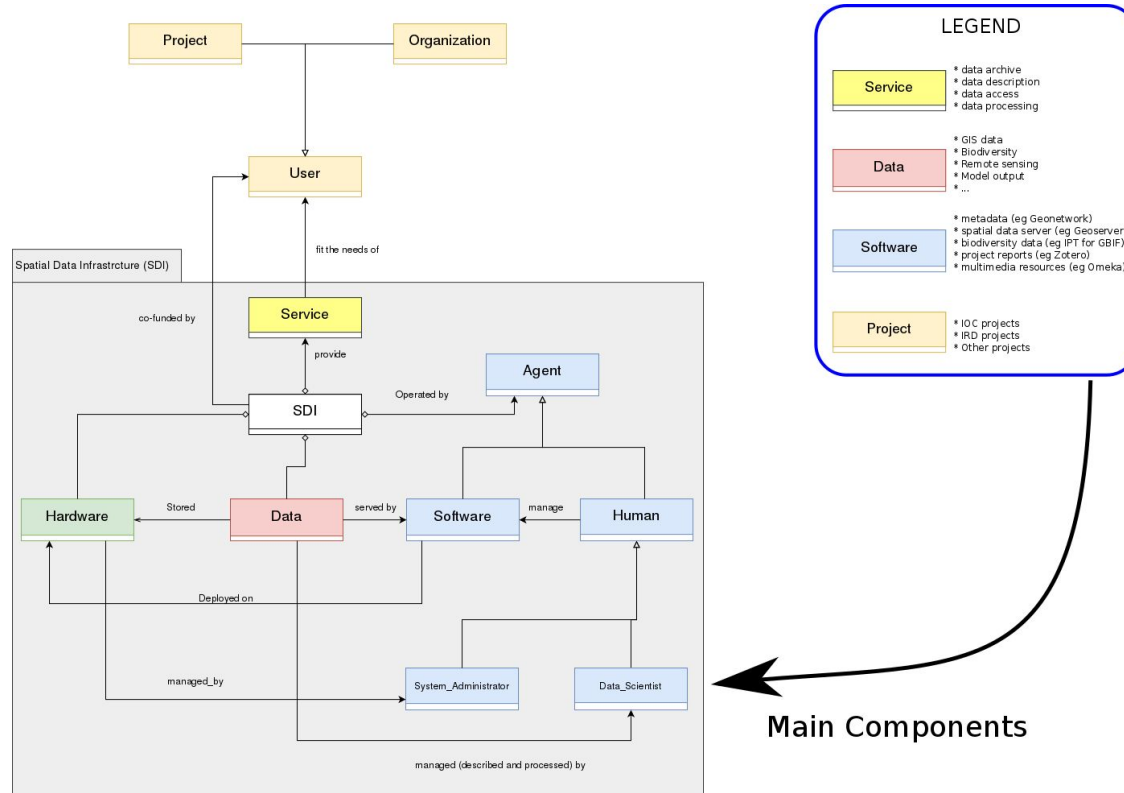 Project
Organization
User
fit the needs of
Spatial Data Infrastrcture (SDI)
co-funded by
Service
provide
Agent
Operated by
SDI
Hardware
Stored
Data
served by
Software
manage
Human
Deployed on
managed_by
System_Administrator
Data_Scientist
managed (described and processed) by
LEGEND
Service
* data archive
* data description
* data access
* data processing
Data
* GIS data
* Biodiversity
* Remote sensing
* Model output
* ...
Software
* metadata (eg Geonetwork)
* spatial data server (eg Geoserver
* biodiversity data (eg IPT for GBIF)
* project reports (eg Zotero)
* multimedia resources (eg Omeka)
Project
* IOC projects
* IRD projects
* Other projects
Main Components